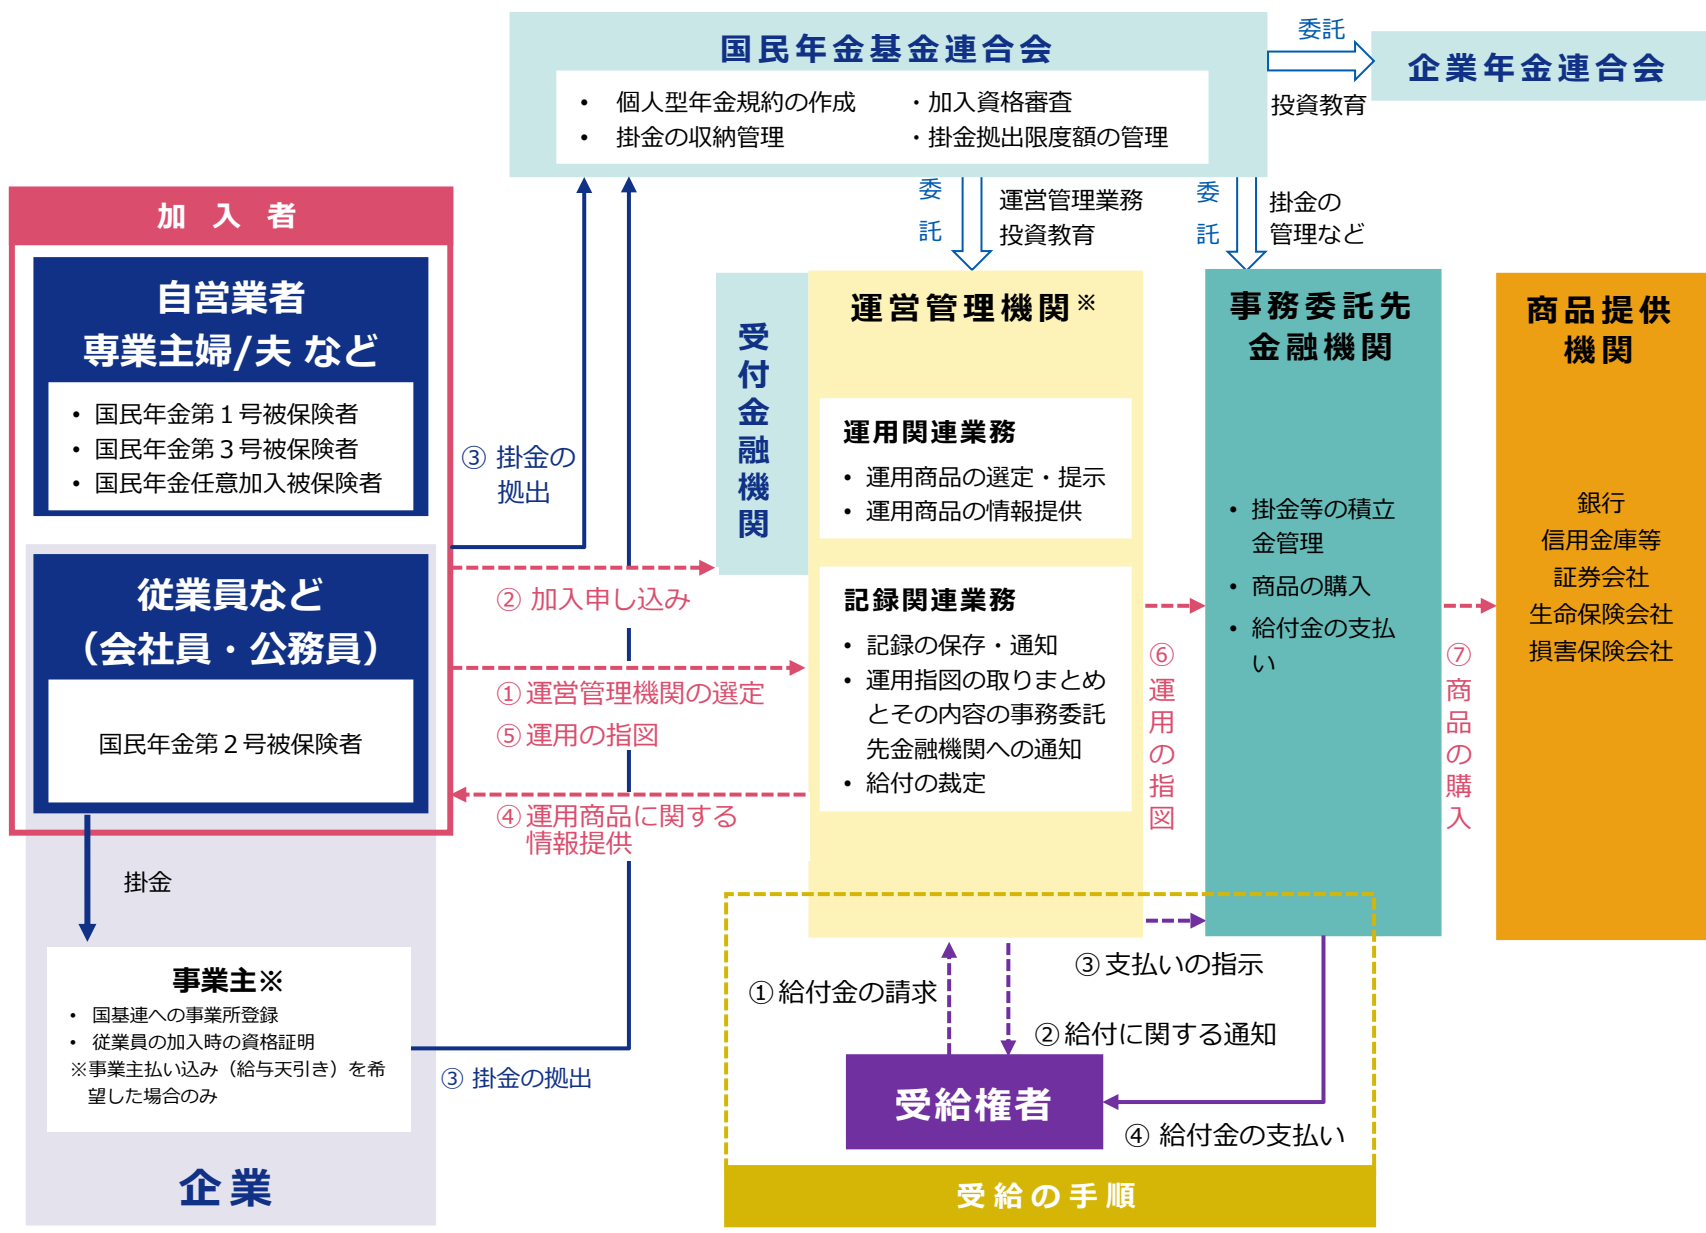 国民年金基金連合会
• 個人型年金規約の作成
• 掛金の収納管理
・加入資格審査
・掛金拠出限度額の管理
委託
投資教育
企業年金連合会
委託
運営管理業務
投資教育
委託
掛金の
管理など
加入者
自営業者
専業主婦/夫 など
• 国民年金第１号被保険者
• 国民年金第３号被保険者
• 国民年金任意加入被保険者
従業員など
（会社員・公務員）
国民年金第２号被保険者
掛金
事業主※
• 国基連への事業所登録
• 従業員の加入時の資格証明
※事業主払い込み（給与天引き）を希
望した場合のみ
企業
③ 掛金の
拠出
② 加入申し込み
①運営管理機関の選定
⑤運用の指図
④運用商品に関する
情報提供
③ 掛金の拠出
受付金融機関
運営管理機関※
運用関連業務
• 運用商品の選定・提示
• 運用商品の情報提供
記録関連業務
• 記録の保存・通知
• 運用指図の取りまとめ
とその内容の事務委託
先金融機関への通知
• 給付の裁定
⑥運用の指図
事務委託先
金融機関
• 掛金等の積立
金管理
• 商品の購入
• 給付金の支払
い
⑦商品の購入
商品提供
機関
銀行
信用金庫等
証券会社
生命保険会社
損害保険会社
①給付金の請求
②給付に関する通知
③支払いの指示
④ 給付金の支払い
受給権者
受給の手順